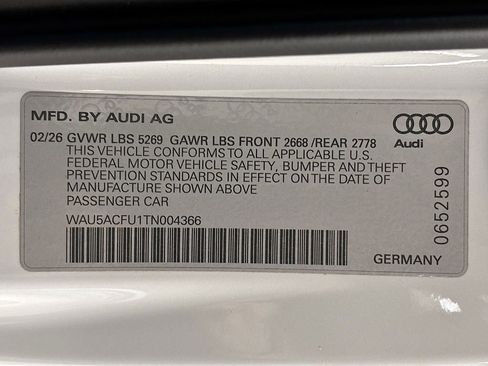 MFD. BY AUDI AG
Audi
02/26 GVWR LBS 5269 GAWR LBS FRONT 2668 /REAR 2778
THIS VEHICLE CONFORMS TO ALL APPLICABLE U.S.
FEDERAL MOTOR VEHICLE SAFETY, BUMPER AND THEFT
PREVENTION STANDARDS IN EFFECT ON THE DATE OF
MANUFACTURE SHOWN ABOVE
PASSENGER CAR
WAU5ACFU1TN004366
0652599
GERMANY